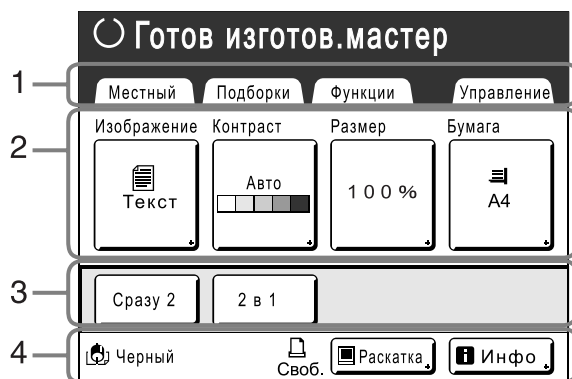 Готов изготов.мастер
1
Местный Подборки Функции Управление
2
Изображение Контраст Размер Бумага
Текст Авто 100% A4
3
Сразу 2 2 в 1
4
Черный Своб. Раскатка Инфо